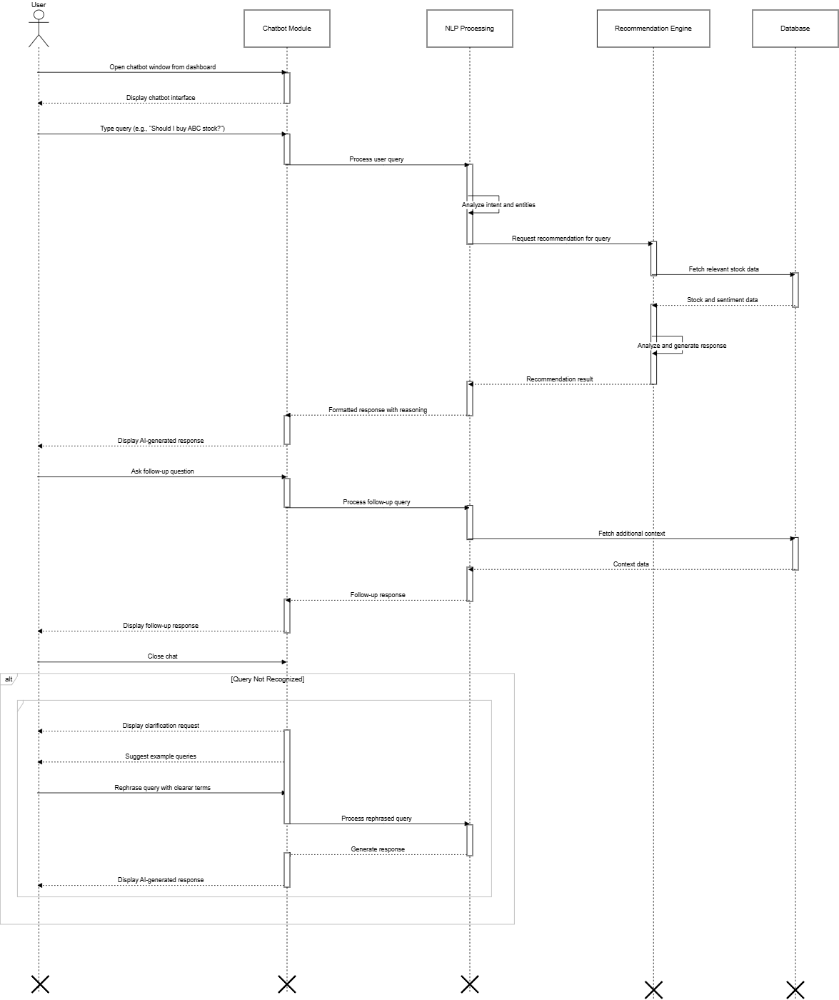 User
Chatbot Module
NLP Processing
Recommendation Engine
Database
Open chatbot window from dashboard
Display chatbot interface
Type query (e.g., "Should I buy ABC stock?")
Process user query
Analyze intent and entities
Request recommendation for query
Fetch relevant stock data
Stock and sentiment data
Analyze and generate response
Recommendation result
Formatted response with reasoning
Display AI-generated response
Ask follow-up question
Process follow-up query
Fetch additional context
Context data
Follow-up response
Display follow-up response
Close chat
alt
[Query Not Recognized]
Display clarification request
Suggest example queries
Rephrase query with clearer terms
Process rephrased query
Generate response
Display AI-generated response